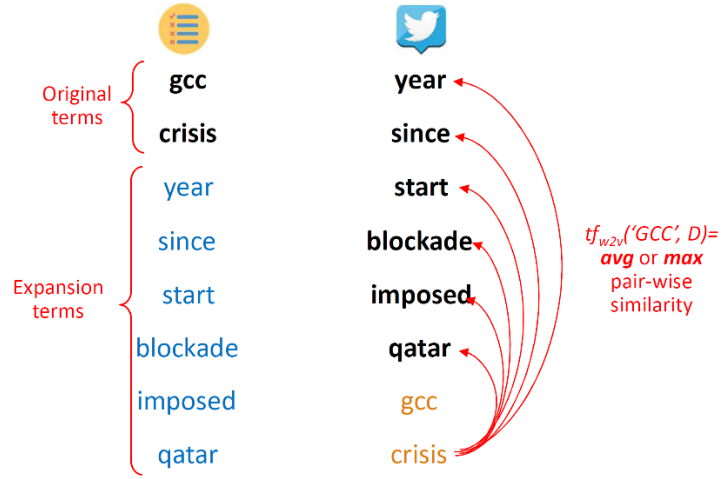 Original
terms
gcc
crisis
Expansion
terms
year
since
start
blockade
imposed
qatar
year
since
start
blockade
imposed
qatar
gcc
crisis
tfw2v(‘GCC’, D)=
avg or max
pair-wise
similarity